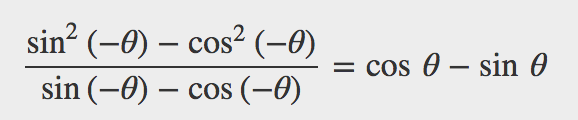 sin² (−θ) − cos² (−θ)
sin (−θ) − cos (−θ)
= cos θ − sin θ